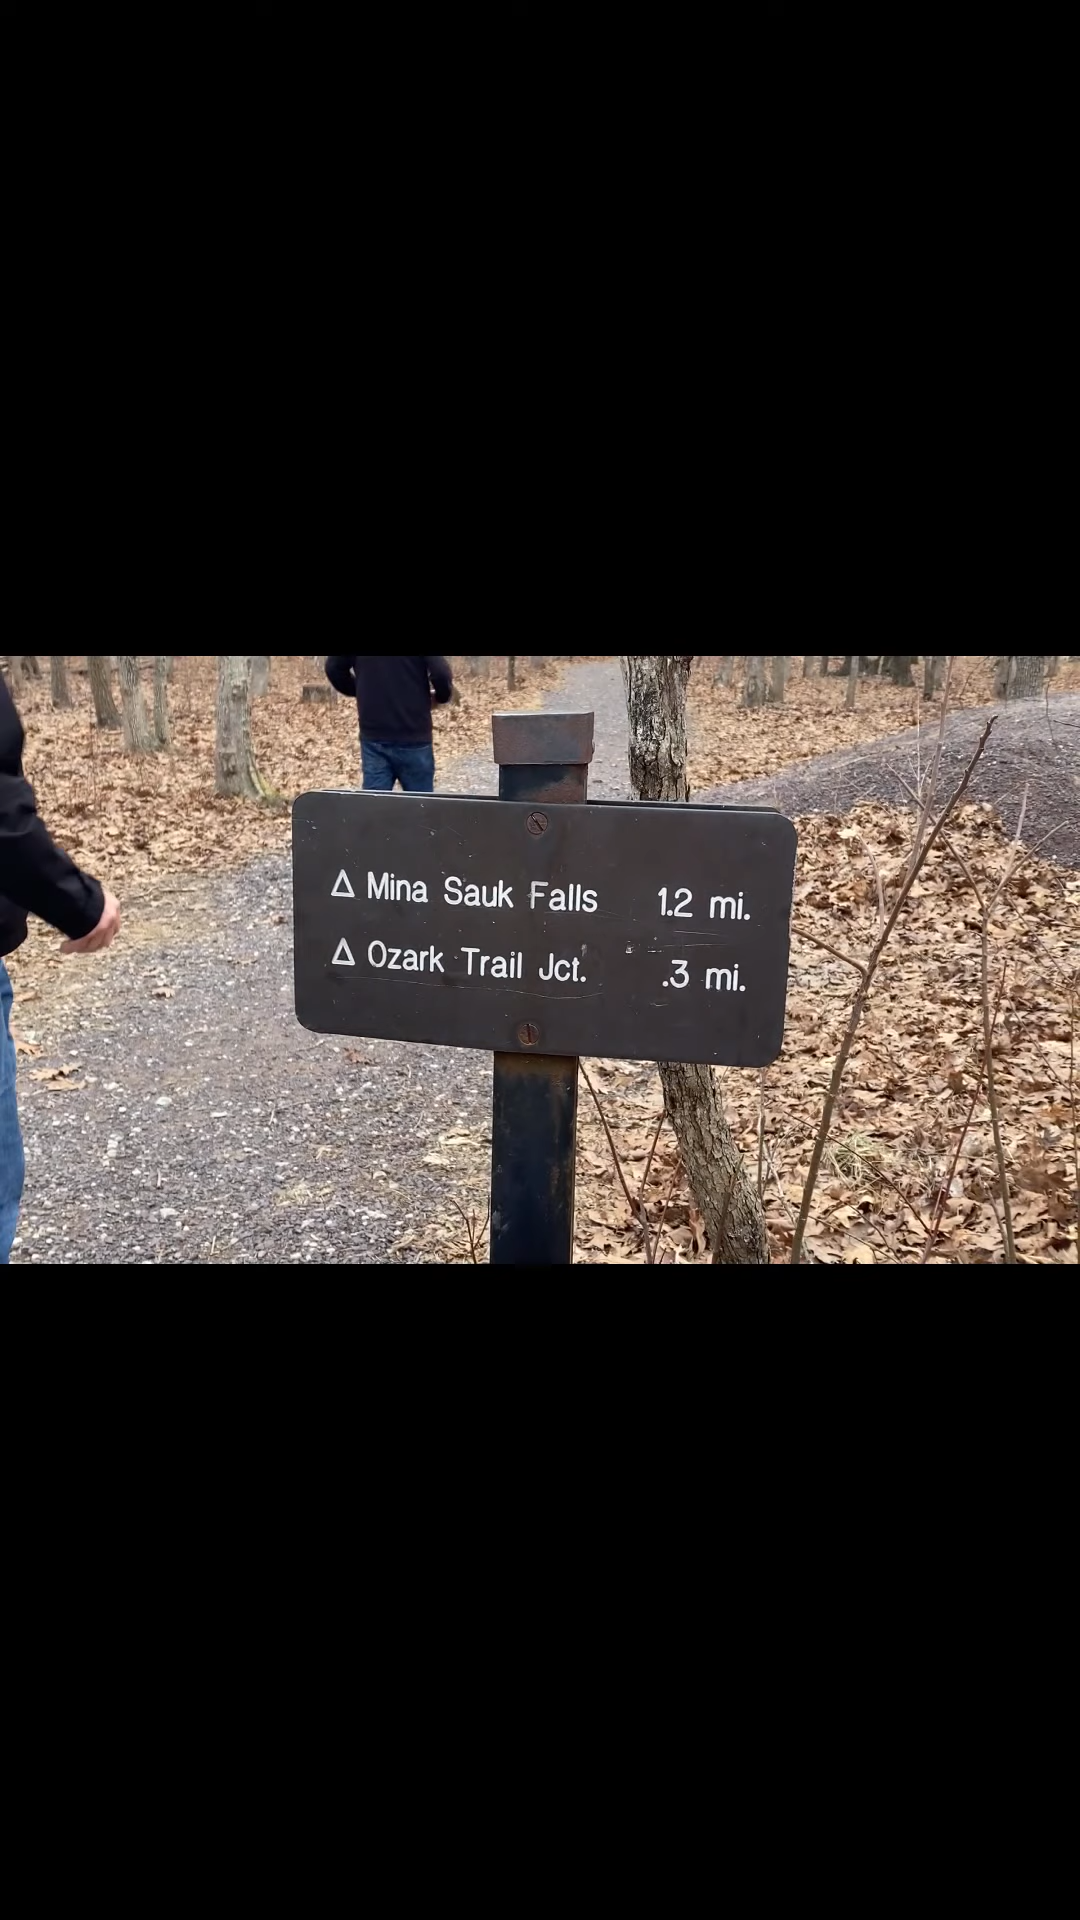 Δ Mina Sauk Falls 1.2 mi.
Δ Ozark Trail Jct. .3 mi.